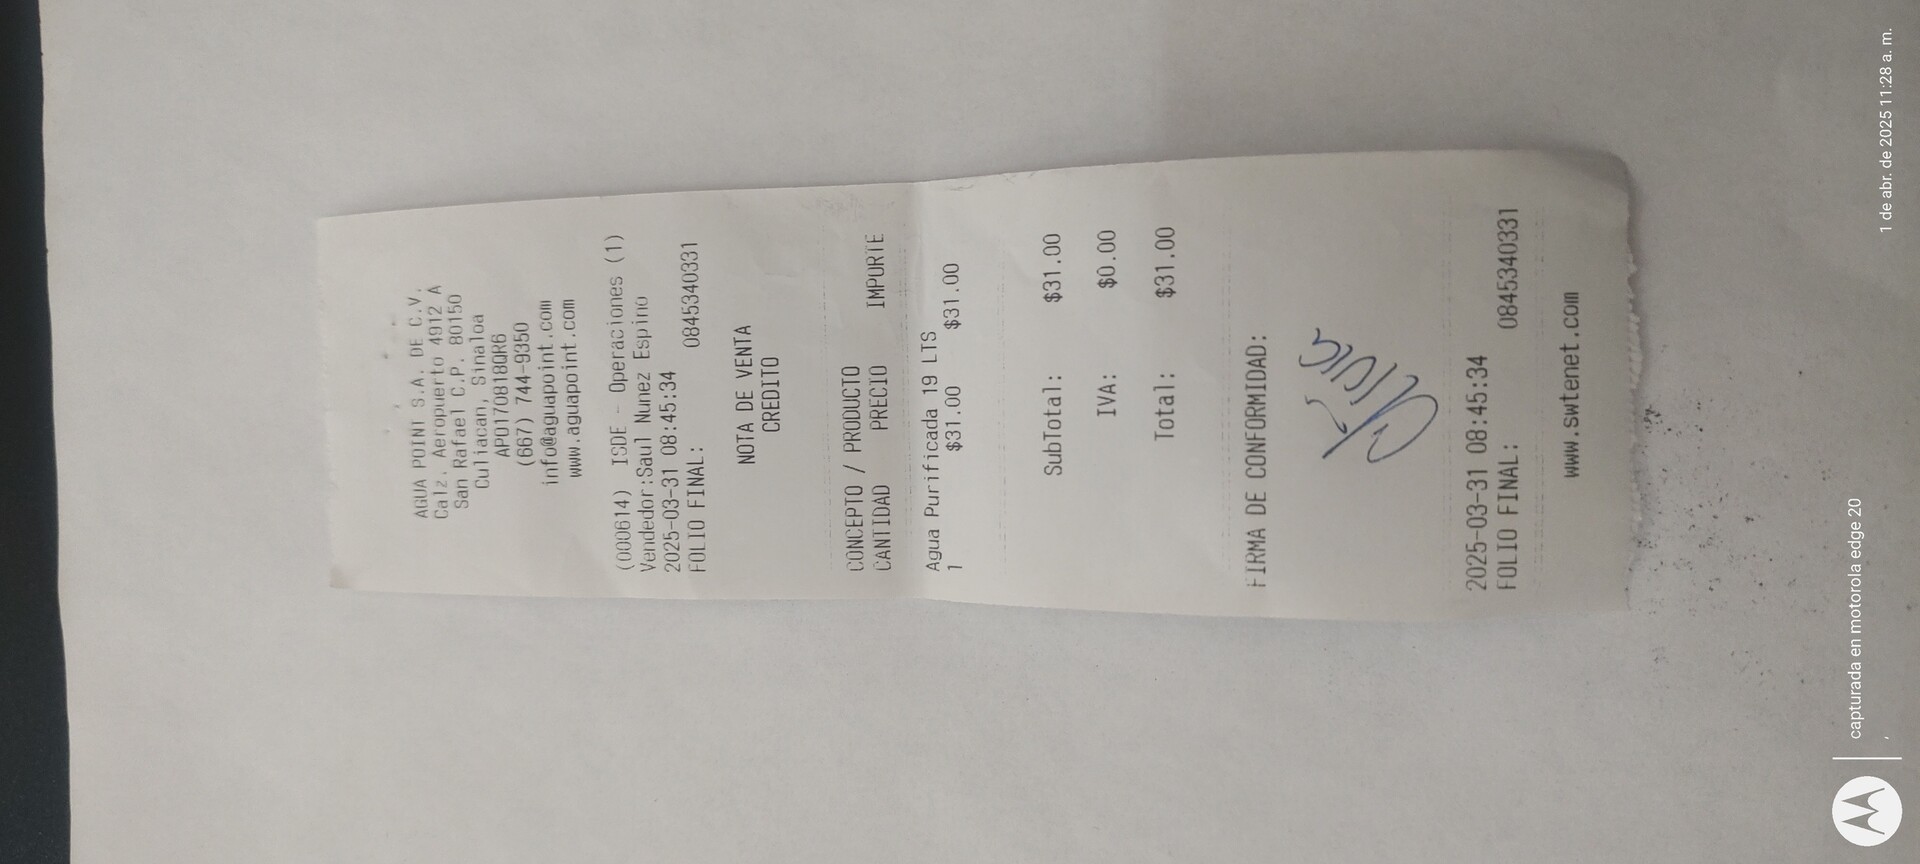 AGUA POINT S.A. DE C.V.
Calz. Aeropuerto 4912 A
San Rafael C.P. 80150
Culiacan, Sinaloa
APO170818QR6
(667) 744-9350
info@aguapoint.com
www.aguapoint.com
(000614) ISDE - Operaciones (1)
Vendedor:Saul Nunez Espino
2025-03-31 08:45:34
FOLIO FINAL: 0845340331
NOTA DE VENTA
CREDITO
CONCEPTO / PRODUCTO
CANTIDAD PRECIO IMPORTE
Agua Purificada 19 LTS
1 $31.00 $31.00
SubTotal: $31.00
IVA: $0.00
Total: $31.00
FIRMA DE CONFORMIDAD:
2025-03-31 08:45:34
FOLIO FINAL: 0845340331
www.swtenet.com
capturada en motorola edge 20
1 de abr. de 2025 11:28 a. m.